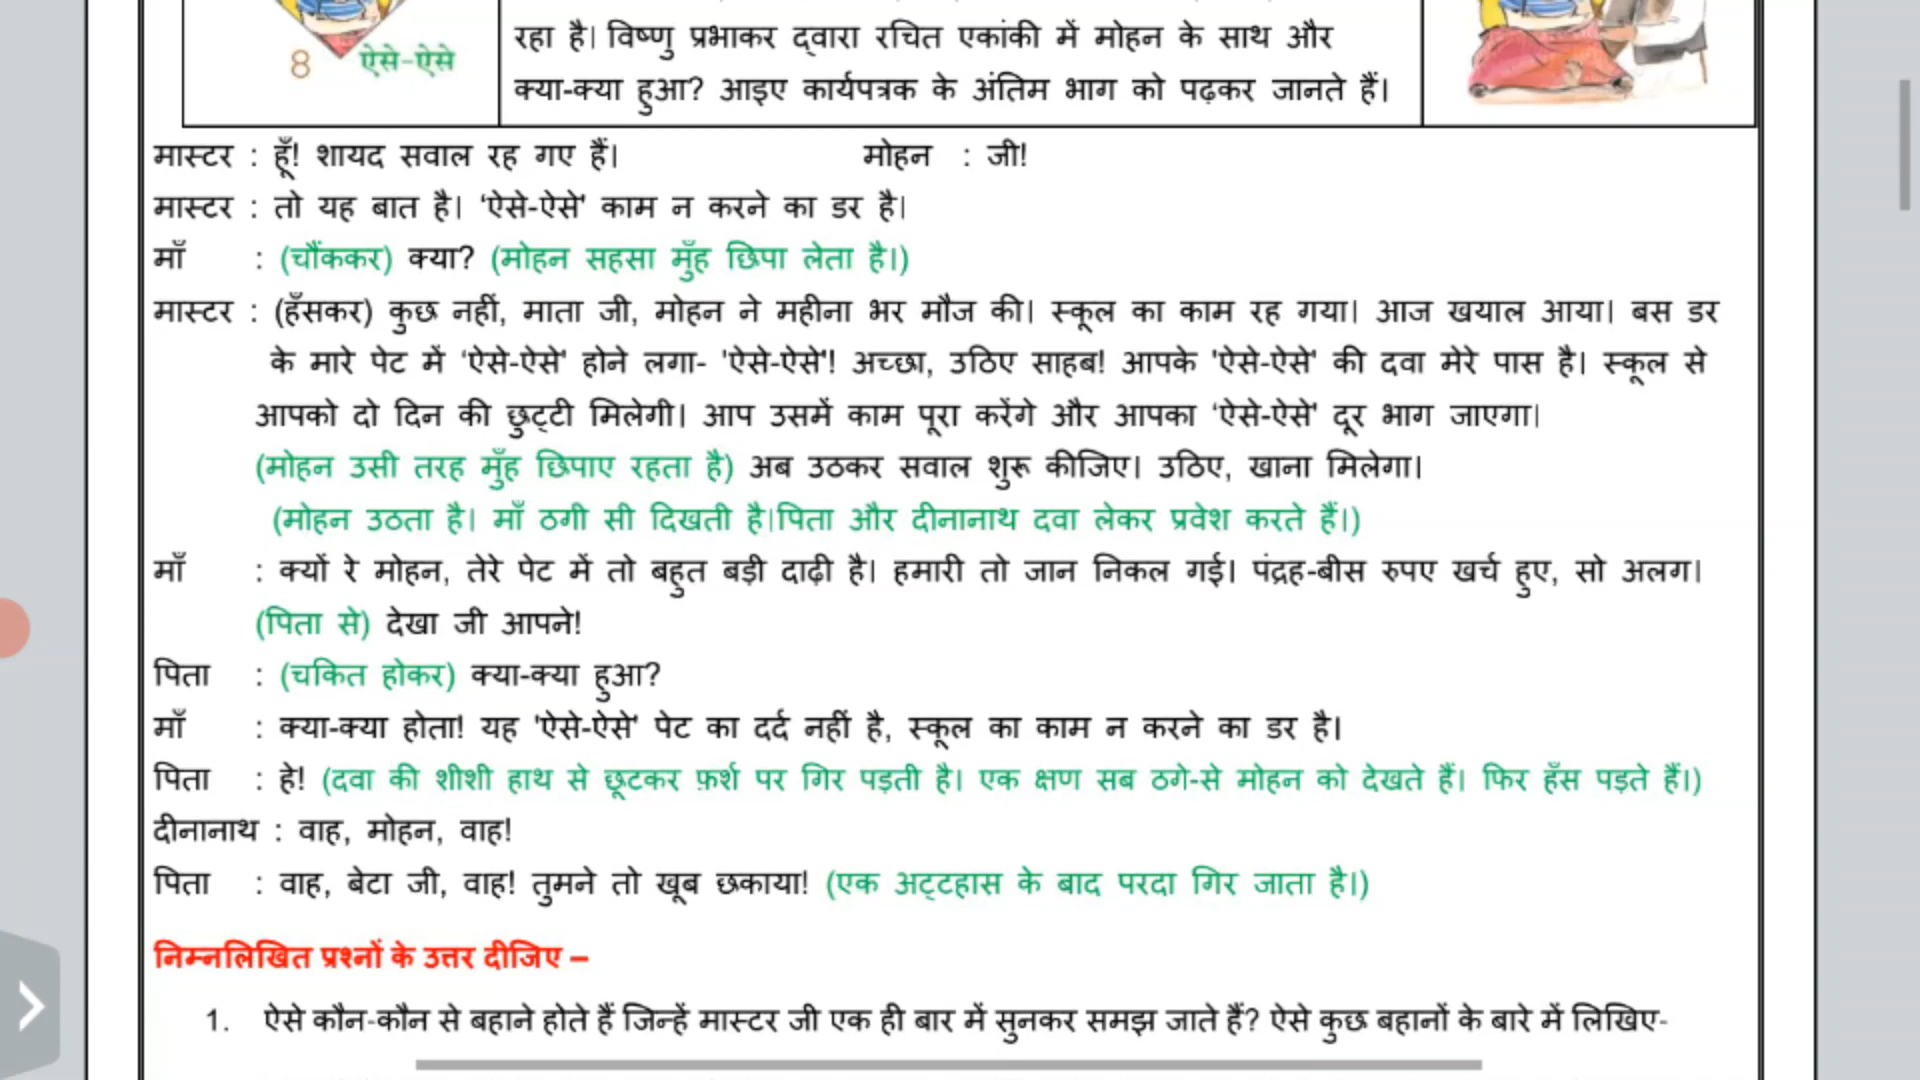 रहा है। विष्णु प्रभाकर द्वारा रचित एकांकी में मोहन के साथ और
8 ऐसे-ऐसे
क्या-क्या हुआ? आइए कार्यपत्रक के अंतिम भाग को पढ़कर जानते हैं।
मास्टर : हूँ! शायद सवाल रह गए हैं। मोहन : जी!
मास्टर : तो यह बात है। ‘ऐसे-ऐसे' काम न करने का डर है।
माँ : (चौंककर) क्या? (मोहन सहसा मुँह छिपा लेता है।)
मास्टर : (हँसकर) कुछ नहीं, माता जी, मोहन ने महीना भर मौज की। स्कूल का काम रह गया। आज खयाल आया। बस डर
के मारे पेट में ‘ऐसे-ऐसे' होने लगा- 'ऐसे-ऐसे'! अच्छा, उठिए साहब! आपके 'ऐसे-ऐसे' की दवा मेरे पास है। स्कूल से
आपको दो दिन की छुट्टी मिलेगी। आप उसमें काम पूरा करेंगे और आपका ‘ऐसे-ऐसे' दूर भाग जाएगा।
(मोहन उसी तरह मुँह छिपाए रहता है) अब उठकर सवाल शुरू कीजिए। उठिए, खाना मिलेगा।
(मोहन उठता है। माँ ठगी सी दिखती है।पिता और दीनानाथ दवा लेकर प्रवेश करते हैं।)
माँ : क्यों रे मोहन, तेरे पेट में तो बहुत बड़ी दाढ़ी है। हमारी तो जान निकल गई। पंद्रह-बीस रुपए खर्च हुए, सो अलग।
(पिता से) देखा जी आपने!
पिता : (चकित होकर) क्या-क्या हुआ?
माँ : क्या-क्या होता! यह 'ऐसे-ऐसे' पेट का दर्द नहीं है, स्कूल का काम न करने का डर है।
पिता : हे! (दवा की शीशी हाथ से छूटकर फ़र्श पर गिर पड़ती है। एक क्षण सब ठगे-से मोहन को देखते हैं। फिर हँस पड़ते हैं।)
दीनानाथ : वाह, मोहन, वाह!
पिता : वाह, बेटा जी, वाह! तुमने तो खूब छकाया! (एक अट्टहास के बाद परदा गिर जाता है।)
निम्नलिखित प्रश्नों के उत्तर दीजिए –
1. ऐसे कौन-कौन से बहाने होते हैं जिन्हें मास्टर जी एक ही बार में सुनकर समझ जाते हैं? ऐसे कुछ बहानों के बारे में लिखिए-